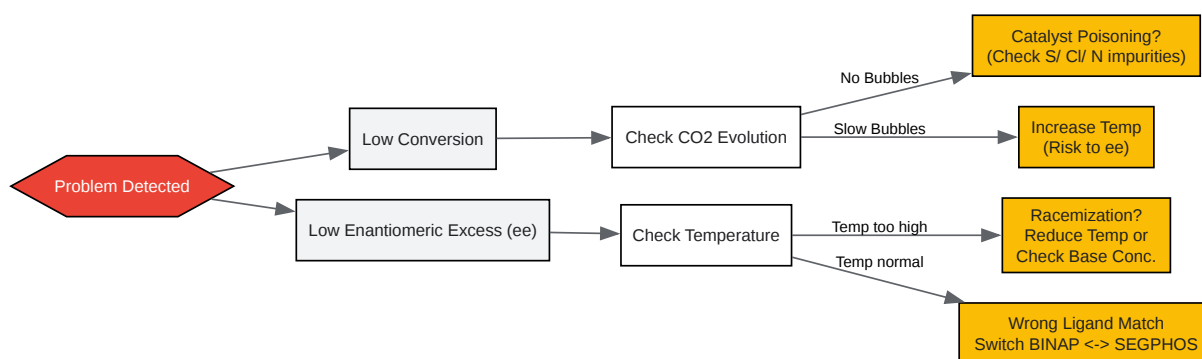 Problem Detected
Low Conversion
Check CO2 Evolution
No Bubbles
Catalyst Poisoning?
(Check S/ Cl/ N impurities)
Slow Bubbles
Increase Temp
(Risk to ee)
Low Enantiomeric Excess (ee)
Check Temperature
Temp too high
Racemization?
Reduce Temp or
Check Base Conc.
Temp normal
Wrong Ligand Match
Switch BINAP <-> SEGPHOS